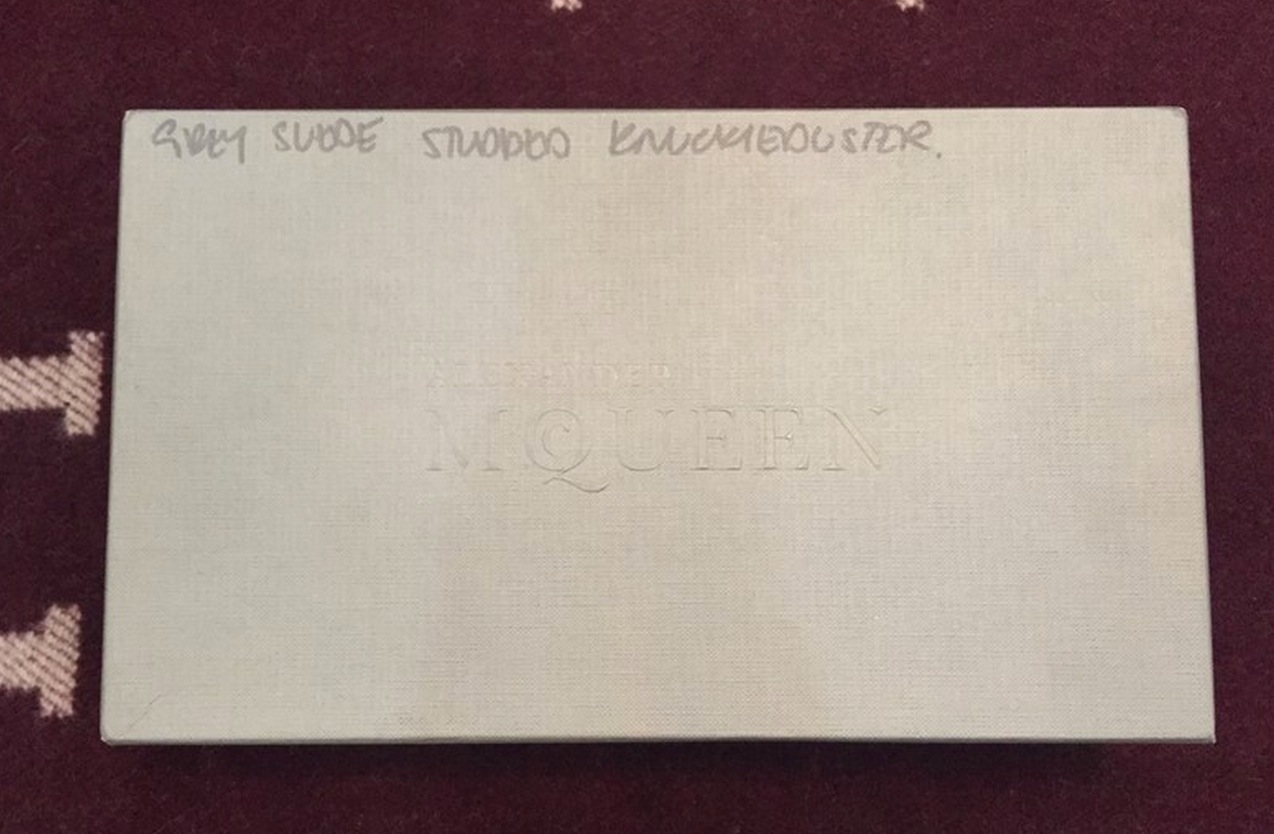 GREY SUEDE STUDDED KNUCKLEDUSTER.
ALEXANDER
MCQUEEN